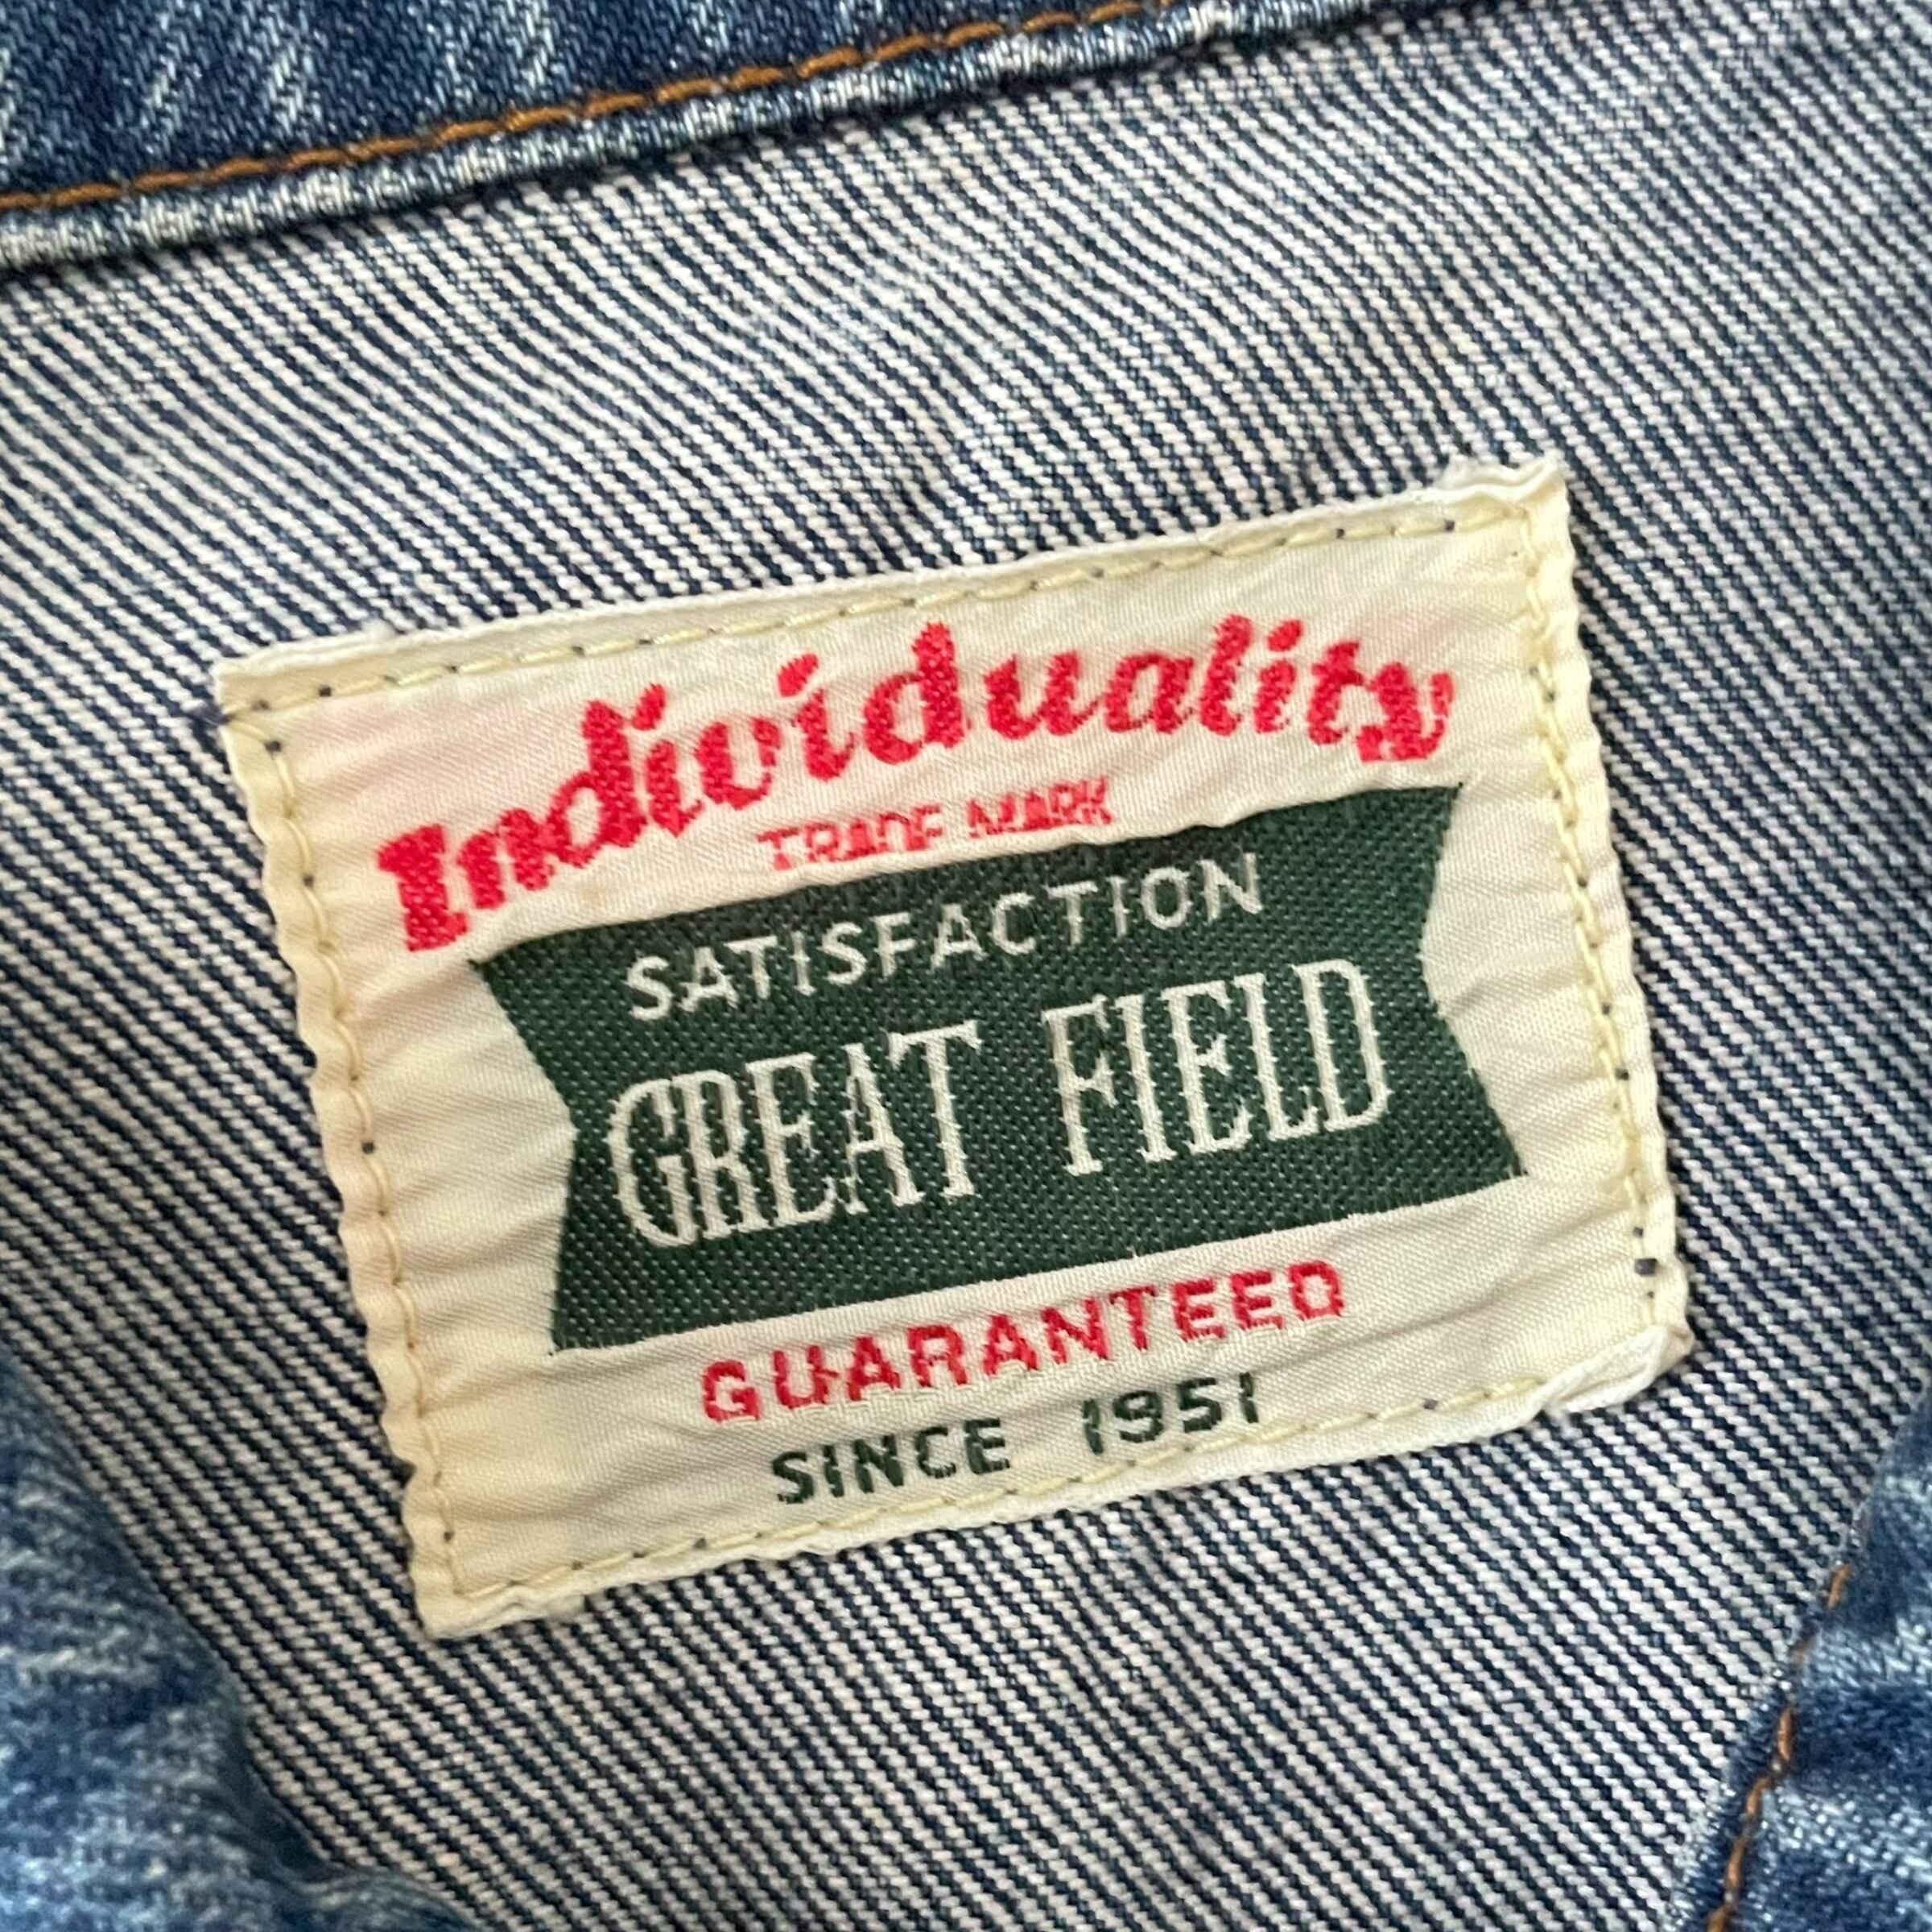 Individuality
TRADE MARK
SATISFACTION
GREAT FIELD
GUARANTEED
SINCE 1951